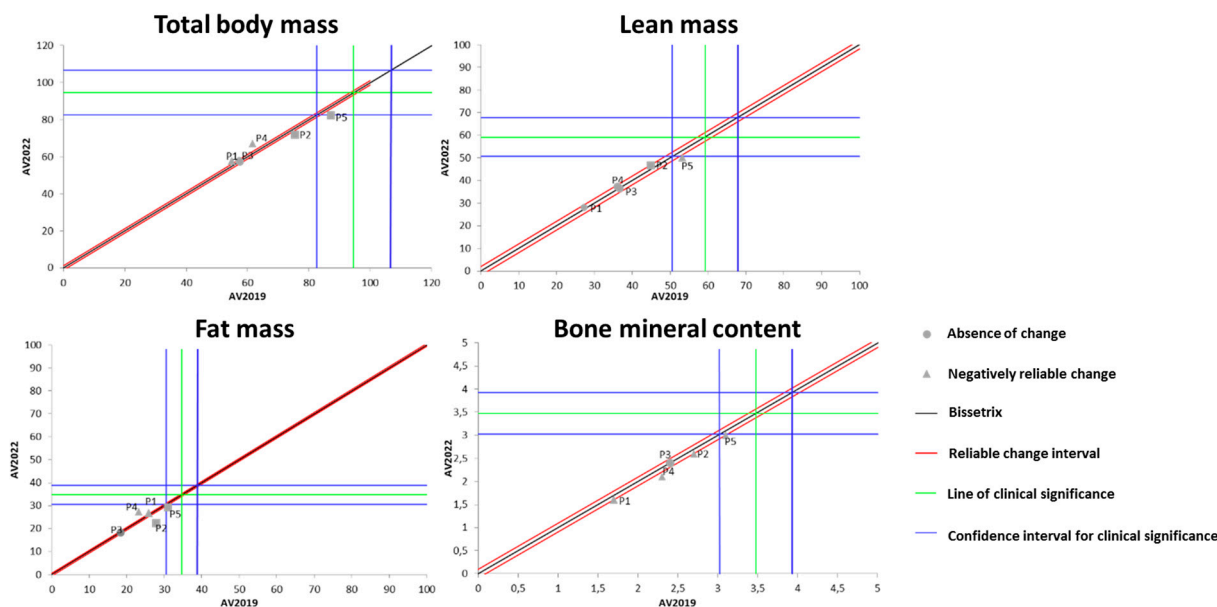 Total body mass
120
100
80
60
40
20
0
0 20 40 60 80 100 120
AV2022
AV2019
P1
P3
P4
P2
P5
Lean mass
100
90
80
70
60
50
40
30
20
10
0
0 10 20 30 40 50 60 70 80 90 100
AV2022
AV2019
P1
P4
P3
P2
P5
Fat mass
100
90
80
70
60
50
40
30
20
10
0
0 10 20 30 40 50 60 70 80 90 100
AV2022
AV2019
P3
P4
P1
P2
P5
Bone mineral content
5
4,5
4
3,5
3
2,5
2
1,5
1
0,5
0
0 0,5 1 1,5 2 2,5 3 3,5 4 4,5 5
AV2022
AV2019
P1
P3
P4
P2
P5
Absence of change
Negatively reliable change
Bissetrix
Reliable change interval
Line of clinical significance
Confidence interval for clinical significance